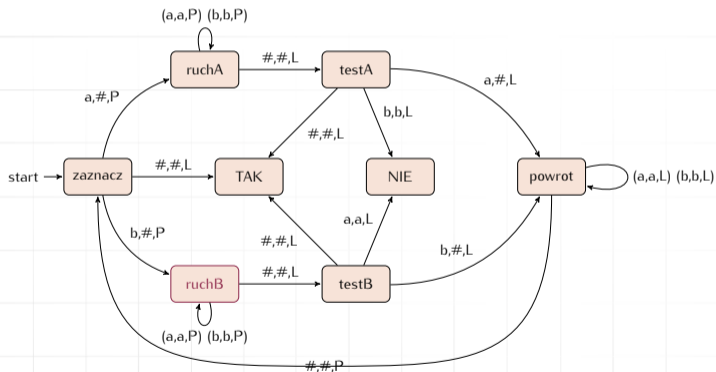 (a,a,P) (b,b,P)
ruchA
#,#,L
testA
a,#,L
a,#,P
b,b,L
#,#,L
start
zaznacz
#,#,L
TAK
NIE
powrot
(a,a,L) (b,b,L)
b,#,P
a,a,L
#,#,L
b,#,L
ruchB
#,#,L
testB
(a,a,P) (b,b,P)
#,#,P